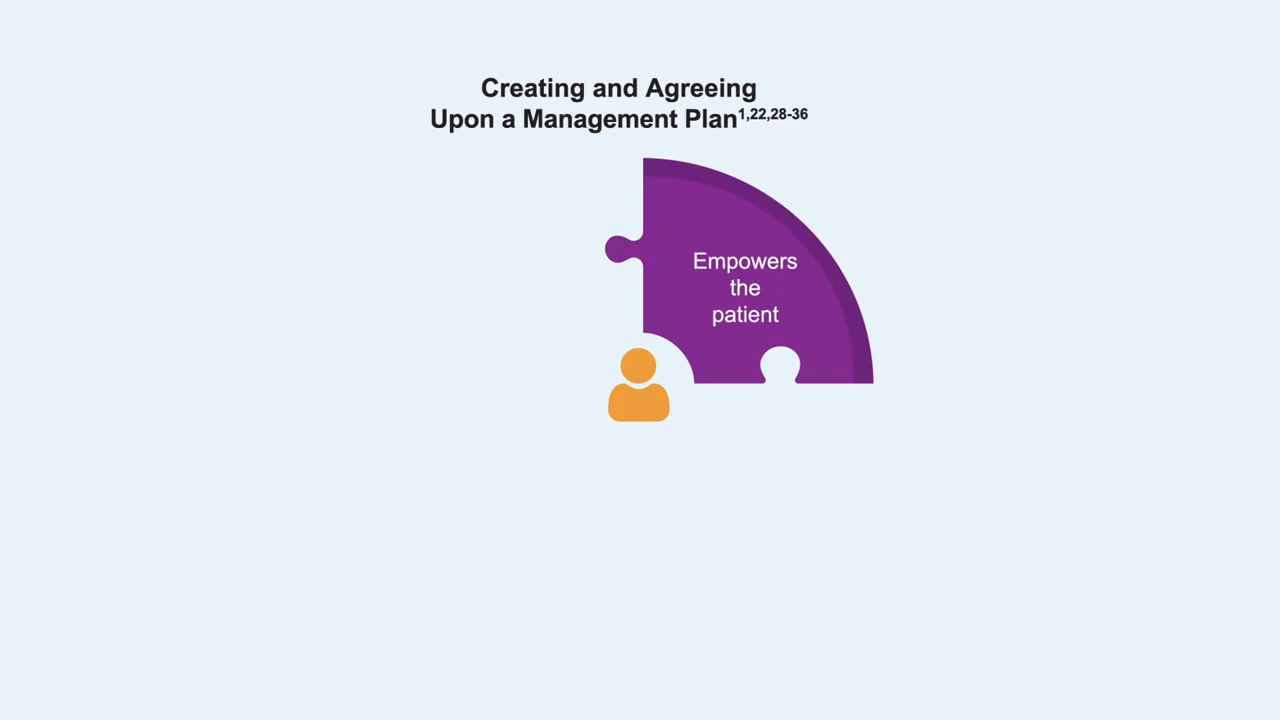 Creating and Agreeing
Upon a Management Plan1,22,28-36
Empowers
the
patient